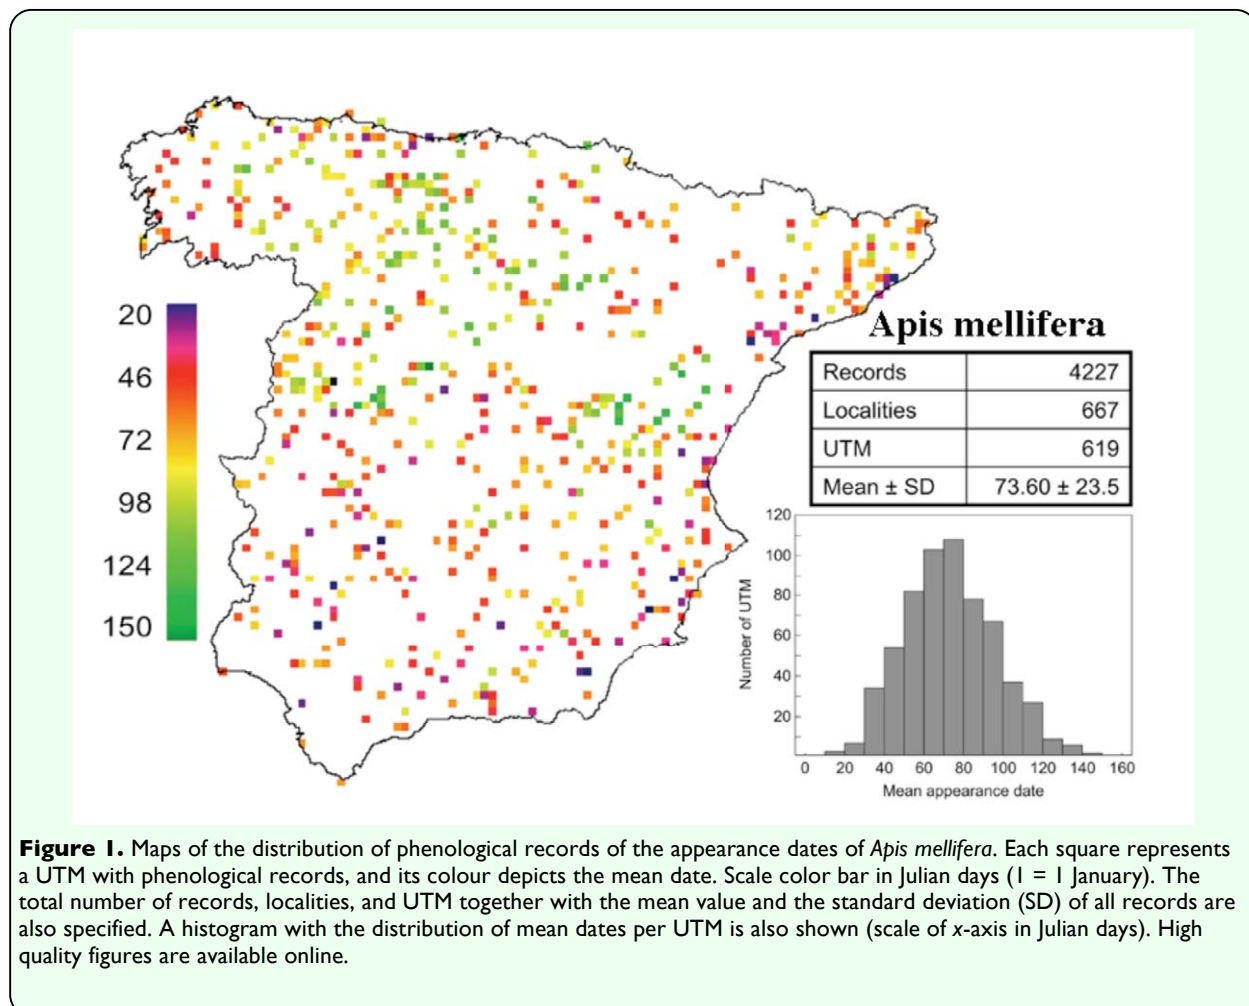 20
46
72
98
124
150
Apis mellifera
Records 4227
Localities 667
UTM 619
Mean ± SD 73.60 ± 23.5
120
100
80
60
40
20
Number of UTM
0 20 40 60 80 100 120 140 160
Mean appearance date
Figure 1. Maps of the distribution of phenological records of the appearance dates of Apis mellifera. Each square represents
a UTM with phenological records, and its colour depicts the mean date. Scale color bar in Julian days (1 = 1 January). The
total number of records, localities, and UTM together with the mean value and the standard deviation (SD) of all records are
also specified. A histogram with the distribution of mean dates per UTM is also shown (scale of x-axis in Julian days). High
quality figures are available online.